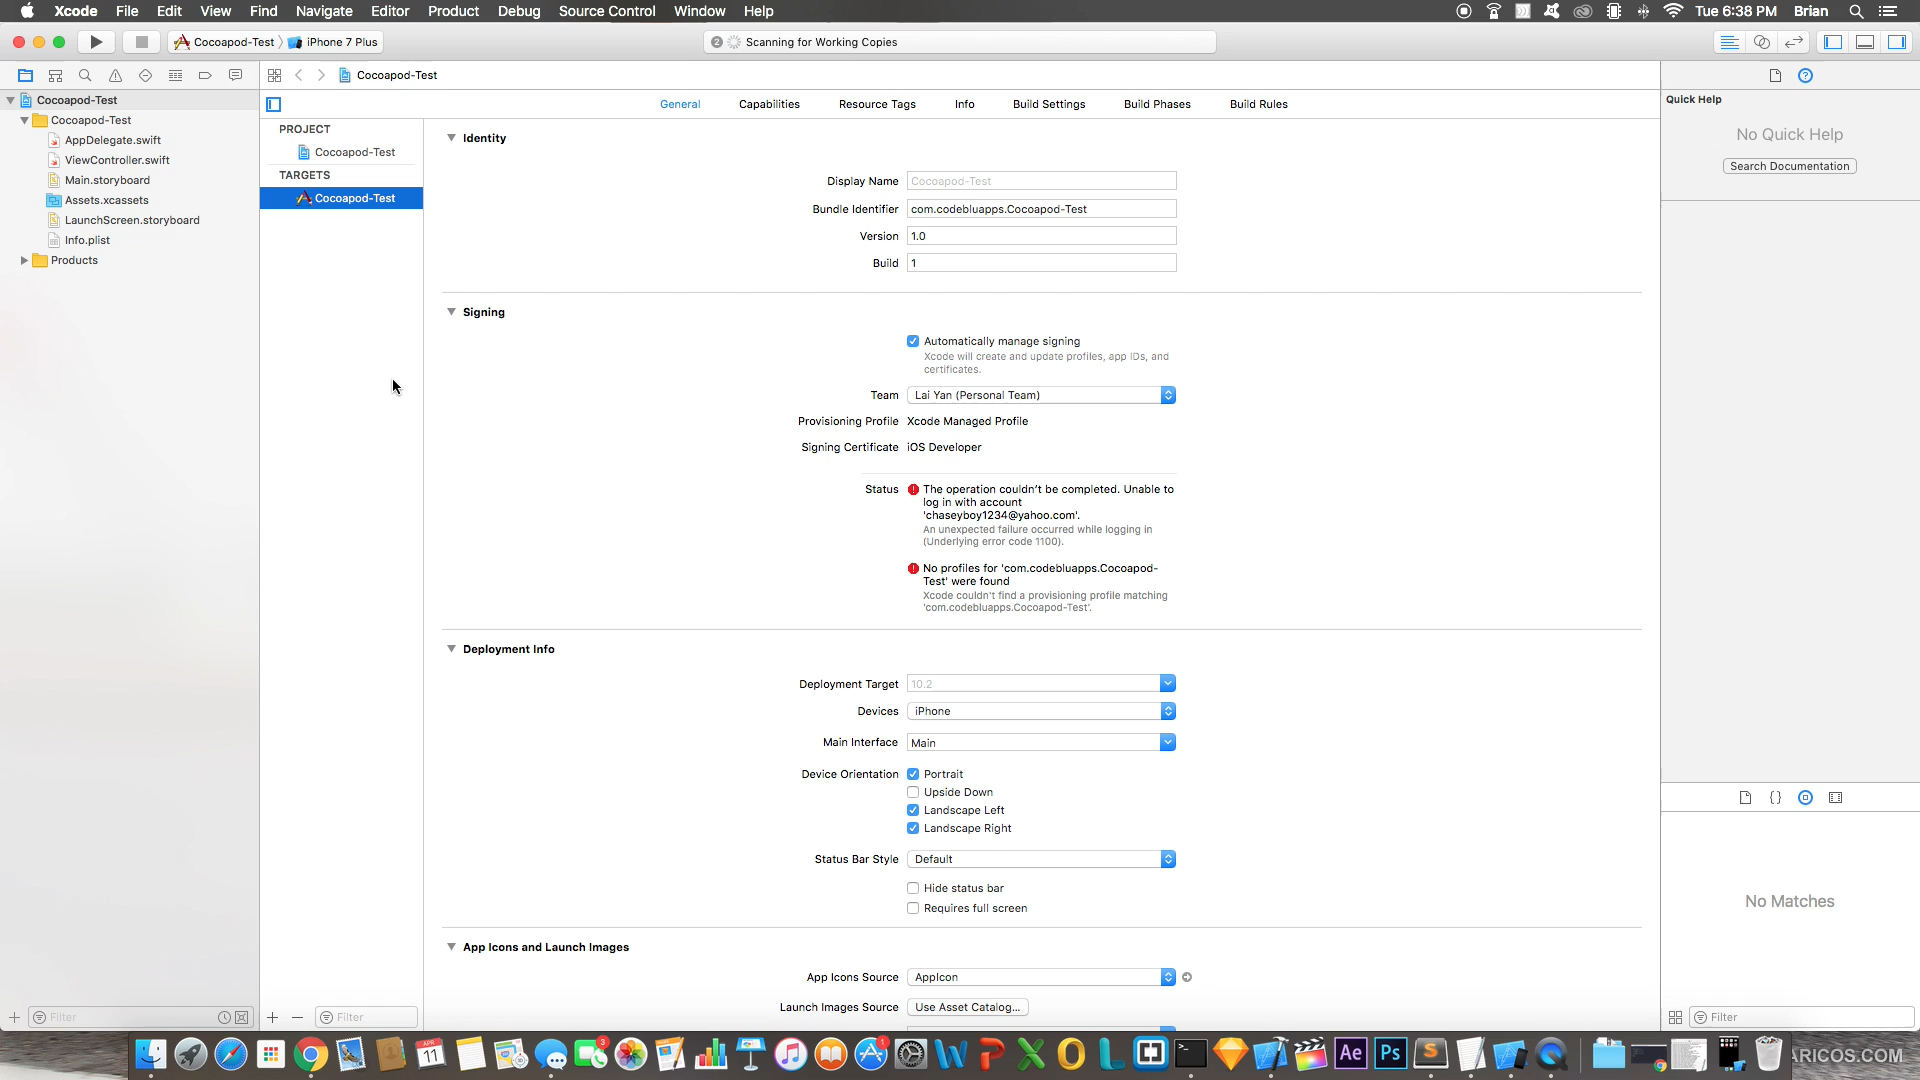 Xcode File Edit View Find Navigate Editor Product Debug Source Control Window Help
Tue 6:38 PM Brian
Cocoapod-Test iPhone 7 Plus
2 Scanning for Working Copies
Cocoapod-Test
Cocoapod-Test
Cocoapod-Test
AppDelegate.swift
ViewController.swift
Main.storyboard
Assets.xcassets
LaunchScreen.storyboard
Info.plist
Products
Filter
General Capabilities Resource Tags Info Build Settings Build Phases Build Rules
PROJECT
Cocoapod-Test
TARGETS
Cocoapod-Test
Filter
Identity
Display Name Cocoapod-Test
Bundle Identifier com.codebluapps.Cocoapod-Test
Version 1.0
Build 1
Signing
Automatically manage signing
Xcode will create and update profiles, app IDs, and
certificates.
Team Lai Yan (Personal Team)
Provisioning Profile Xcode Managed Profile
Signing Certificate iOS Developer
Status The operation couldn't be completed. Unable to
log in with account
'chaseyboy1234@yahoo.com'.
An unexpected failure occurred while logging in
(Underlying error code 1100).
No profiles for 'com.codebluapps.Cocoapod-
Test' were found
Xcode couldn't find a provisioning profile matching
'com.codebluapps.Cocoapod-Test'.
Deployment Info
Deployment Target 10.2
Devices iPhone
Main Interface Main
Device Orientation Portrait
Upside Down
Landscape Left
Landscape Right
Status Bar Style Default
Hide status bar
Requires full screen
App Icons and Launch Images
App Icons Source AppIcon
Launch Images Source Use Asset Catalog...
Quick Help
No Quick Help
Search Documentation
{ }
No Matches
Filter
APR
11
3
1
Ae
Ps
ARICOS.COM